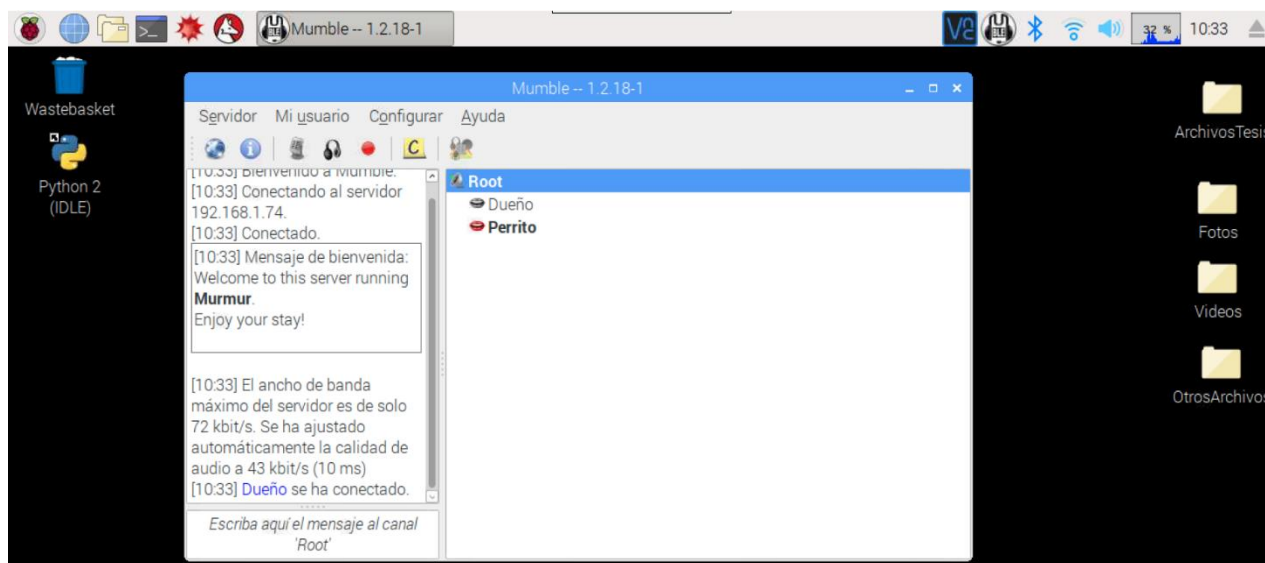 Mumble -- 1.2.18-1
32 %
10:33
Wastebasket
Python 2
(IDLE)
Mumble -- 1.2.18-1
Servidor Mi usuario Configurar Ayuda
[10:33] Bienvenido a Mumble.
[10:33] Conectando al servidor
192.168.1.74.
[10:33] Conectado.
[10:33] Mensaje de bienvenida:
Welcome to this server running
Murmur.
Enjoy your stay!
[10:33] El ancho de banda
máximo del servidor es de solo
72 kbit/s. Se ha ajustado
automáticamente la calidad de
audio a 43 kbit/s (10 ms)
[10:33] Dueño se ha conectado.
Escriba aquí el mensaje al canal
'Root'
Root
Dueño
Perrito
ArchivosTesis
Fotos
Videos
OtrosArchivos